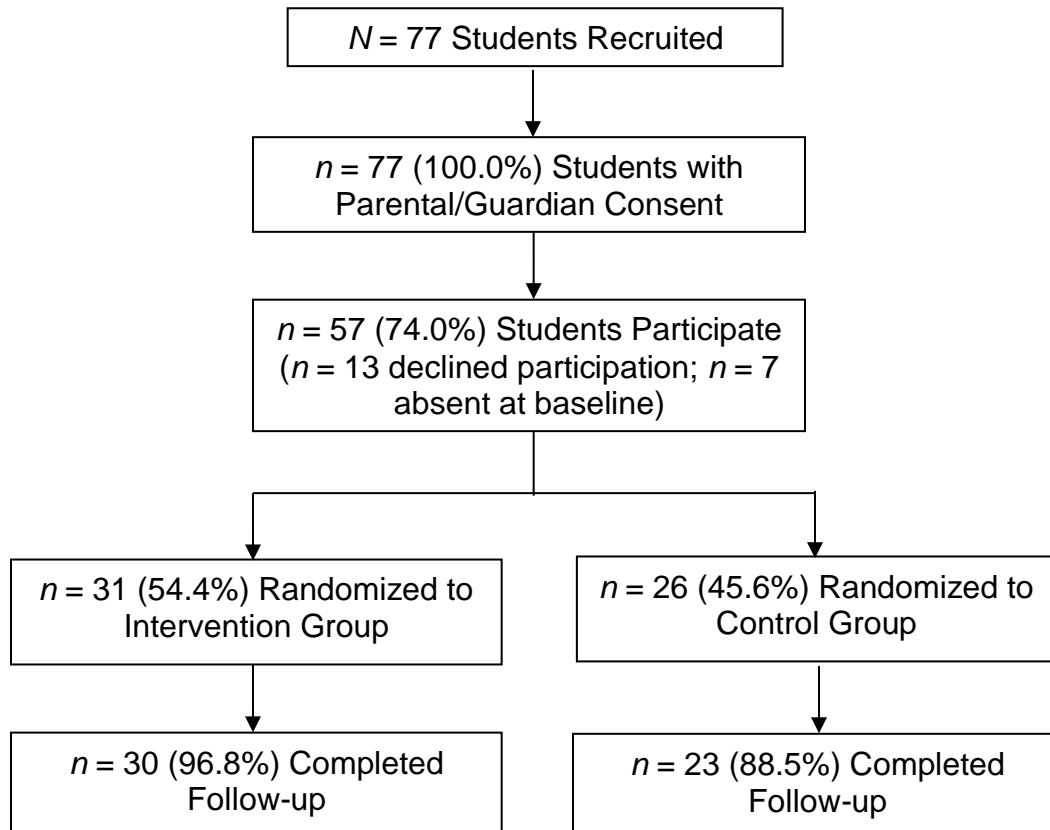 N = 77 Students Recruited
n = 77 (100.0%) Students with
Parental/Guardian Consent
n = 57 (74.0%) Students Participate
(n = 13 declined participation; n = 7
absent at baseline)
n = 31 (54.4%) Randomized to
Intervention Group
n = 26 (45.6%) Randomized to
Control Group
n = 30 (96.8%) Completed
Follow-up
n = 23 (88.5%) Completed
Follow-up